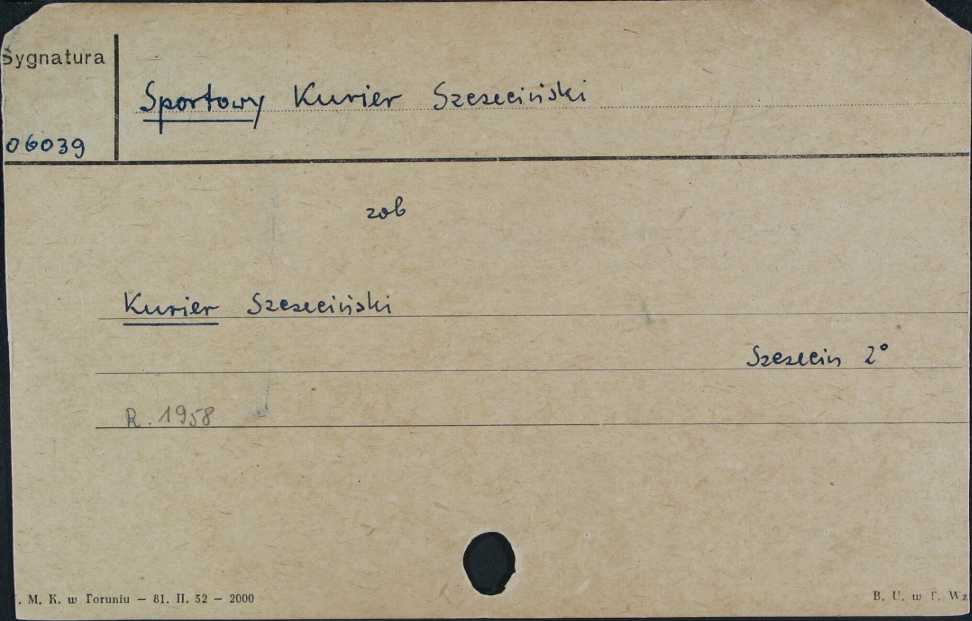 Sygnatura
Sportowy Kurier Szczeciński
06039
zob
Kurier Szczeciński
Szczecin 2°
R. 1958
. M. K. w Toruniu — 81. II. 52 — 2000
B. U. w T. Wz